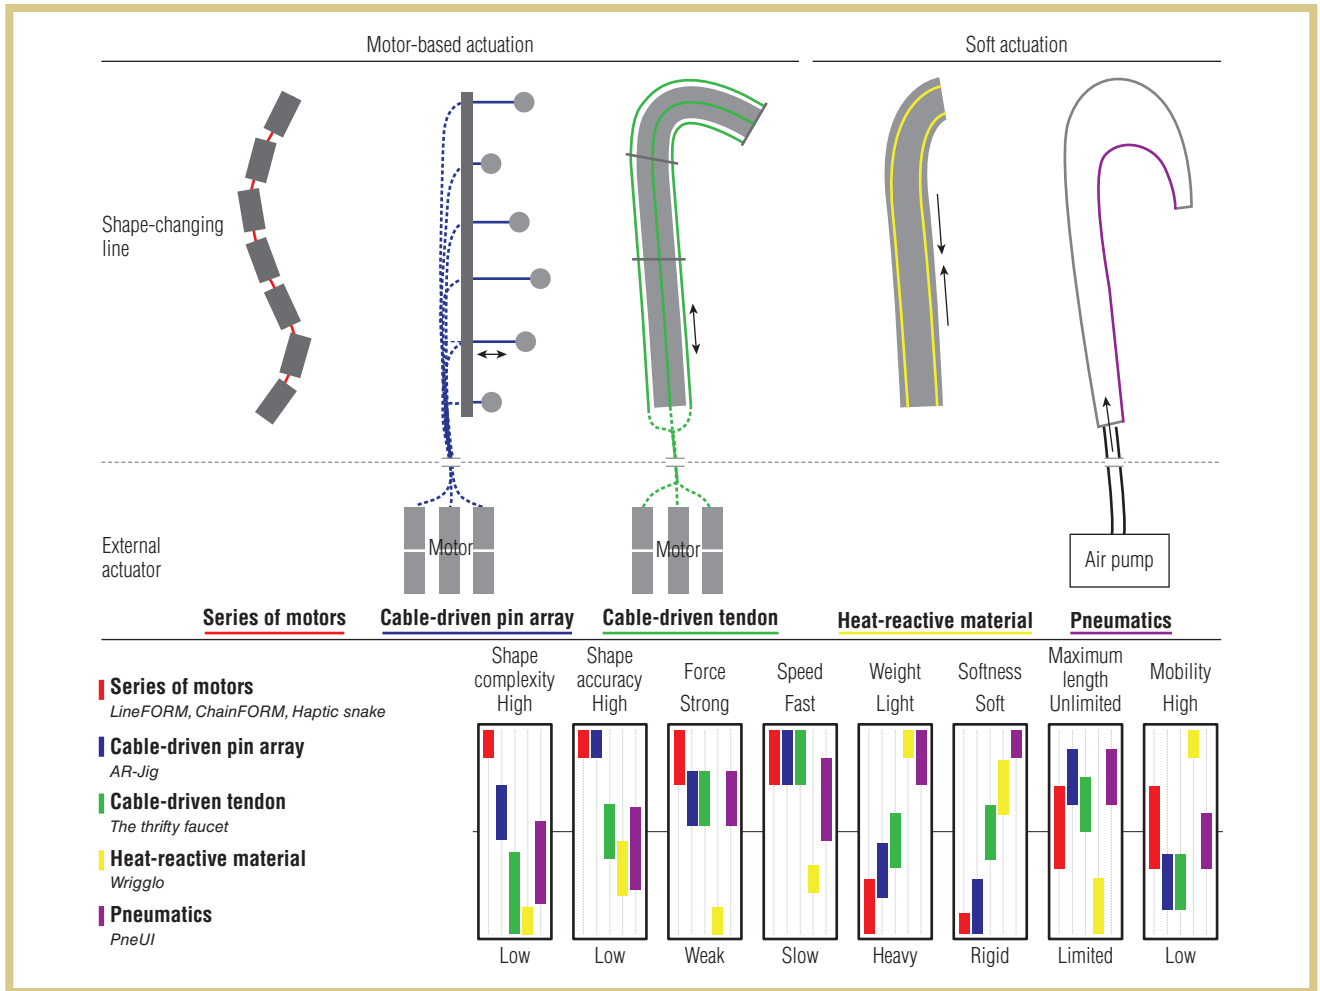 Motor-based actuation
Soft actuation
Shape-changing
line
External
actuator
Motor
Motor
Air pump
Series of motors
Cable-driven pin array
Cable-driven tendon
Heat-reactive material
Pneumatics
Shape
complexity
High
Shape
accuracy
High
Force
Strong
Speed
Fast
Weight
Light
Softness
Soft
Maximum
length
Unlimited
Mobility
High
Series of motors
LineFORM, ChainFORM, Haptic snake
Cable-driven pin array
AR-Jig
Cable-driven tendon
The thrifty faucet
Heat-reactive material
Wrigglo
Pneumatics
PneUI
Low
Low
Weak
Slow
Heavy
Rigid
Limited
Low